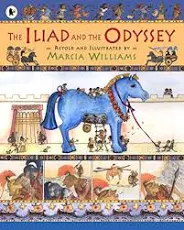 THE ILIAD AND THE ODYSSEY
RETOLD AND ILLUSTRATED BY
MARCIA WILLIAMS